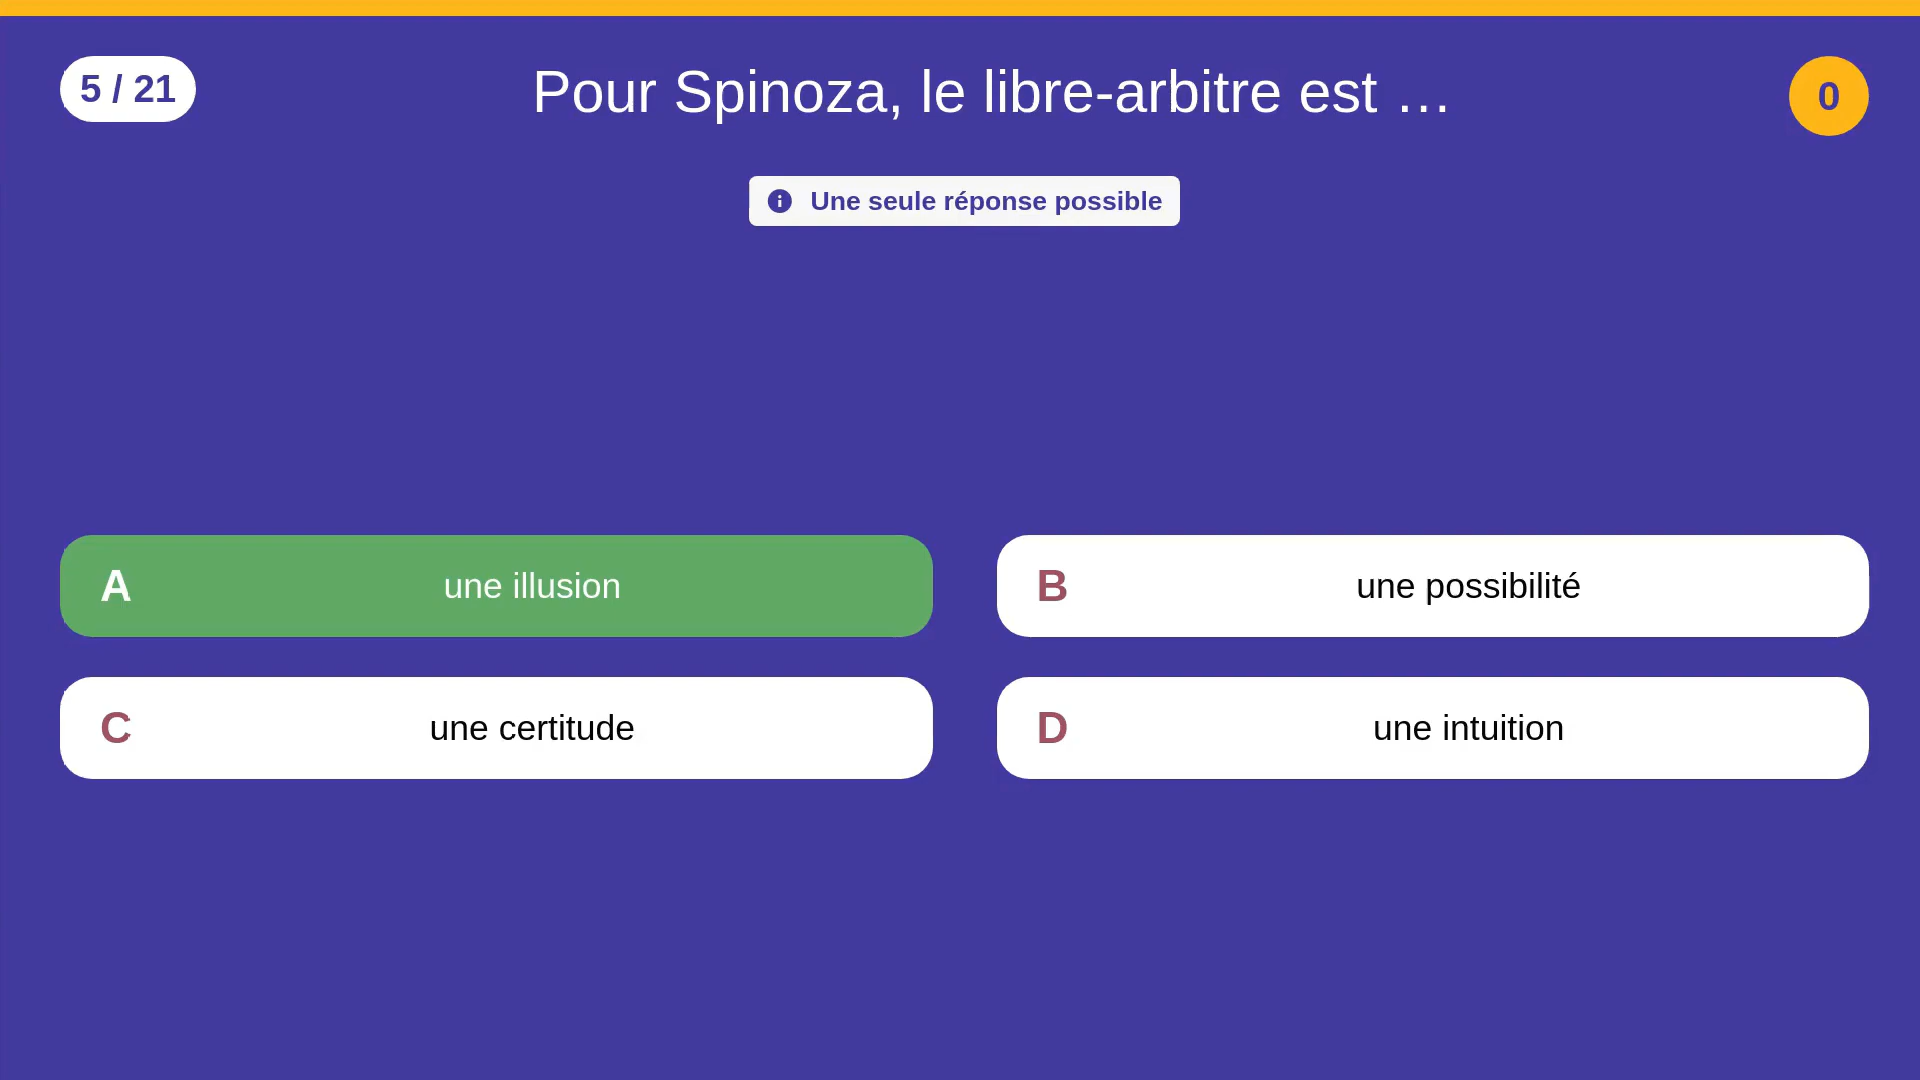 5 / 21
Pour Spinoza, le libre-arbitre est …
0
Une seule réponse possible
A
une illusion
B
une possibilité
C
une certitude
D
une intuition